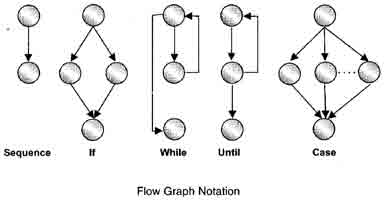 Sequence If While Until Case
Flow Graph Notation